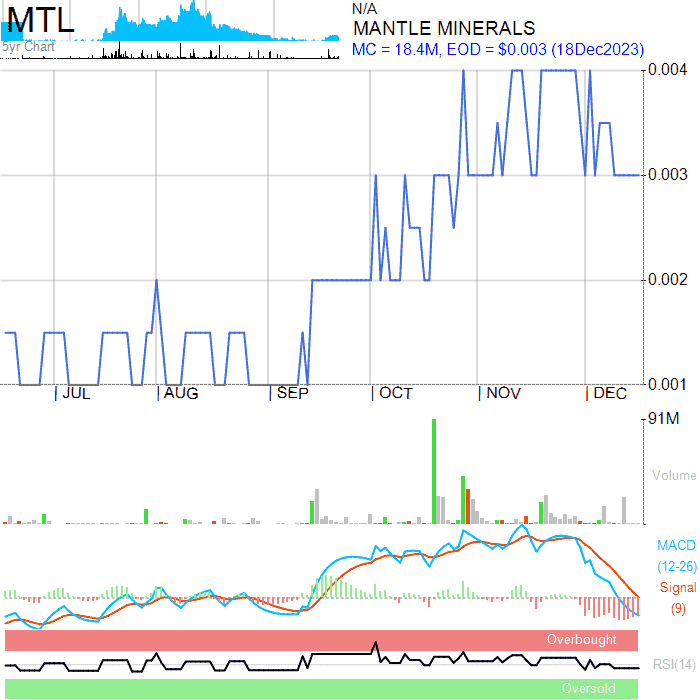 MTL
5yr Chart
N/A
MANTLE MINERALS
MC = 18.4M, EOD = $0.003 (18Dec2023)
0.004
0.003
0.002
0.001
JUL AUG SEP OCT NOV DEC
91M
Volume
MACD
(12-26)
Signal
(9)
Overbought
RSI(14)
Oversold